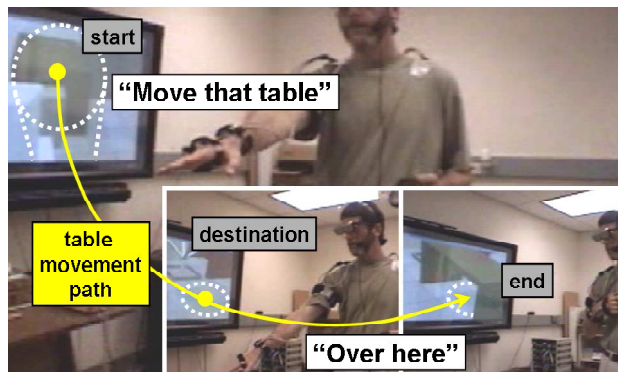 start
“Move that table”
table
movement
path
destination
end
“Over here”